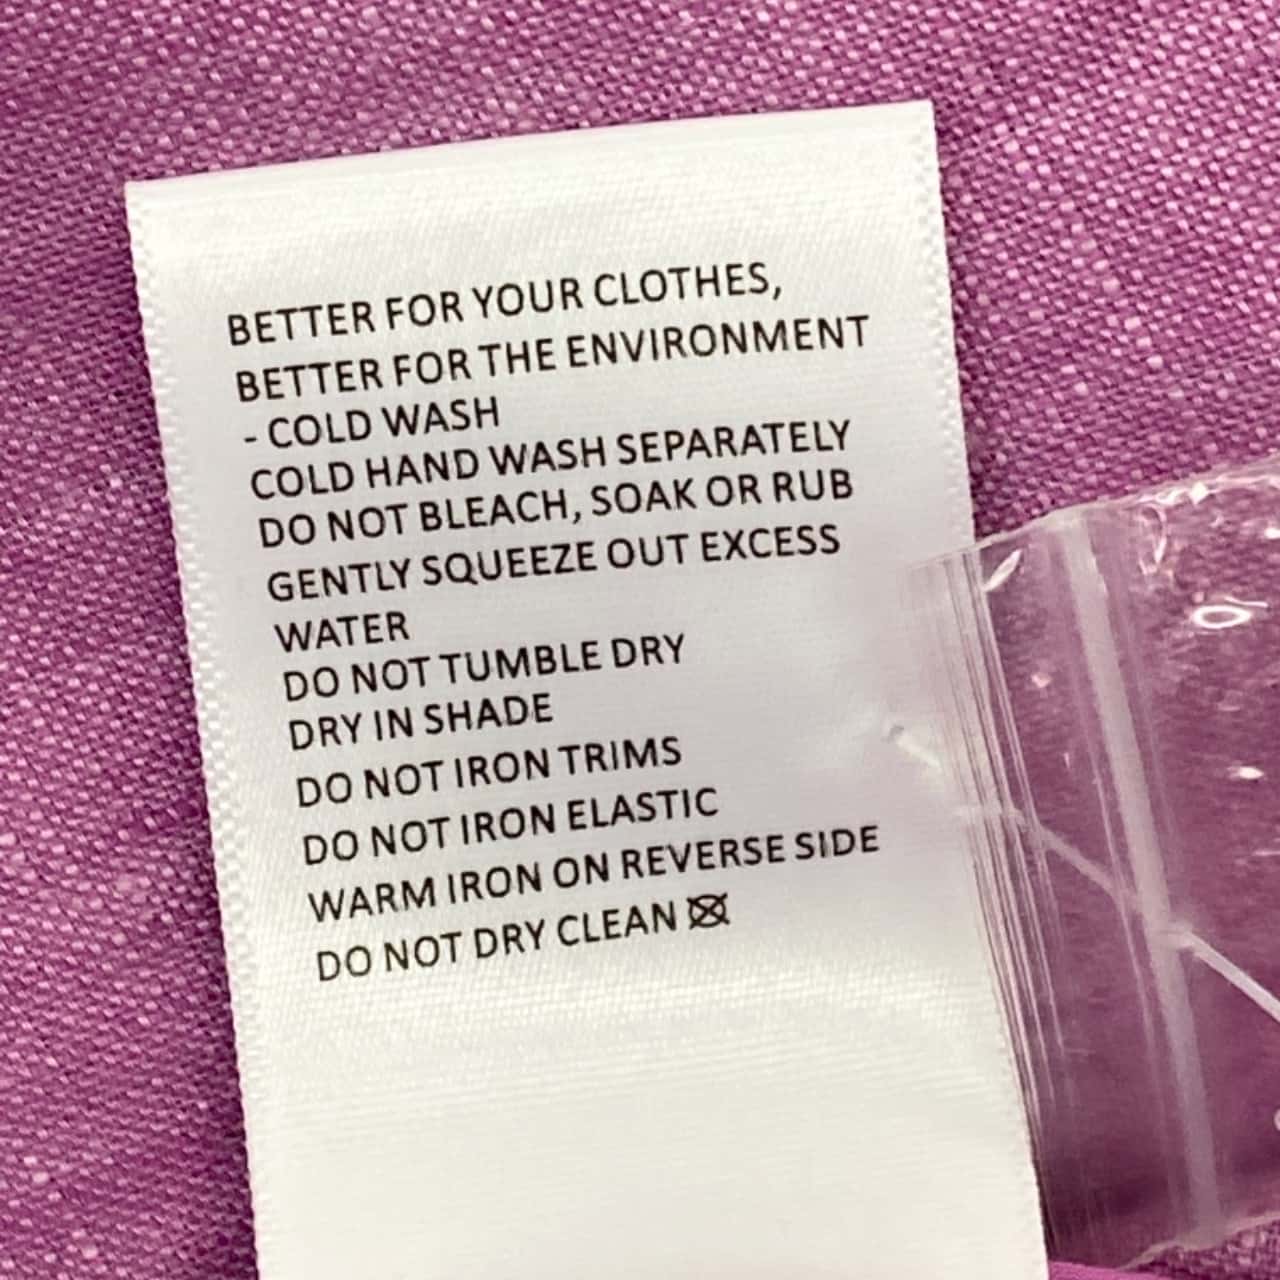 BETTER FOR YOUR CLOTHES,
BETTER FOR THE ENVIRONMENT
- COLD WASH
COLD HAND WASH SEPARATELY
DO NOT BLEACH, SOAK OR RUB
GENTLY SQUEEZE OUT EXCESS
WATER
DO NOT TUMBLE DRY
DRY IN SHADE
DO NOT IRON TRIMS
DO NOT IRON ELASTIC
WARM IRON ON REVERSE SIDE
DO NOT DRY CLEAN